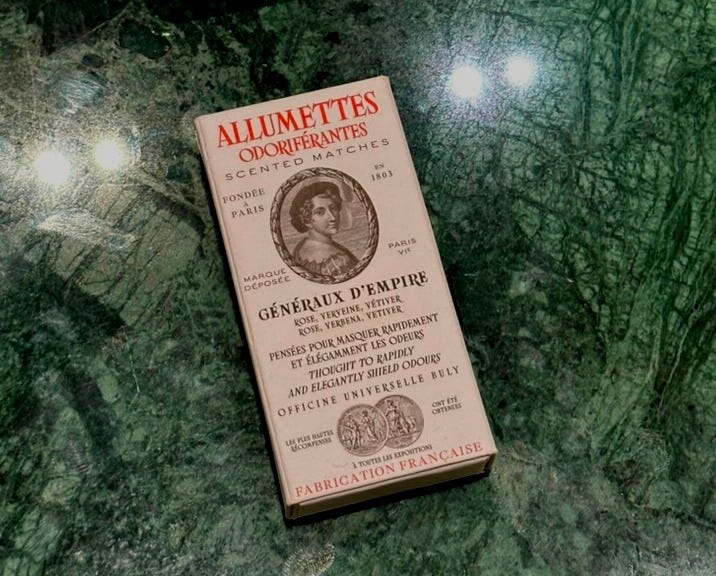 ALLUMETTES
ODORIFÉRANTES
SCENTED MATCHES
FONDÉE
À
PARIS
EN
1803
MARQUE
DÉPOSÉE
PARIS
VIE
GÉNÉRAUX D'EMPIRE
ROSE, VERVEINE, VÉTIVER
ROSE, VERBENA, VETIVER
PENSÉES POUR MASQUER RAPIDEMENT
ET ÉLÉGAMMENT LES ODEURS
THOUGHT TO RAPIDLY
AND ELEGANTLY SHIELD ODOURS
OFFICINE UNIVERSELLE BULY
LES PLUS HAUTES
RÉCOMPENSES
ONT ÉTÉ
OBTENUES
À TOUTES LES EXPOSITIONS
FABRICATION FRANÇAISE